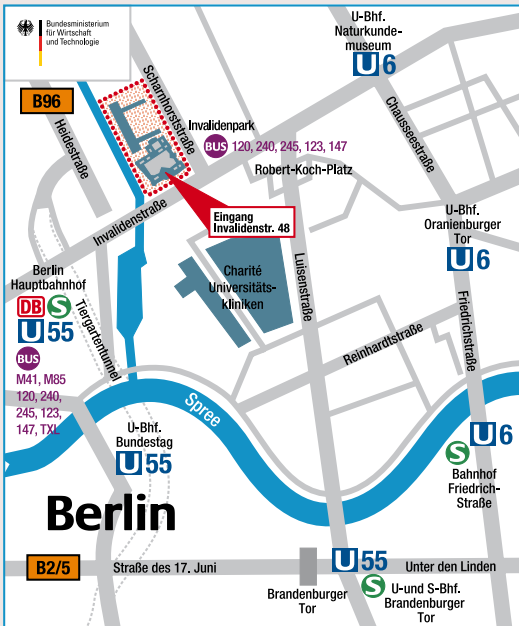 Bundesministerium
für Wirtschaft
und Technologie
U-Bhf.
Naturkunde-
museum
U 6
B96
Scharnhorststraße
Heidestraße
Chausseestraße
Invalidenpark
BUS 120, 240, 245, 123, 147
Robert-Koch-Platz
Invalidenstraße
Eingang
Invalidenstr. 48
U-Bhf.
Oranienburger
Tor
U 6
Berlin
Hauptbahnhof
DB S
U 55
BUS
M41, M85
120, 240,
245, 123,
147, TXL
Tiergartentunnel
Charité
Universitäts-
kliniken
Luisenstraße
Friedrichstraße
Reinhardtstraße
Spree
U-Bhf.
Bundestag
U 55
U 6
S
Bahnhof
Friedrich-
Straße
Berlin
B2/5
Straße des 17. Juni
U 55
Unter den Linden
Brandenburger
Tor
S
U-und S-Bhf.
Brandenburger
Tor